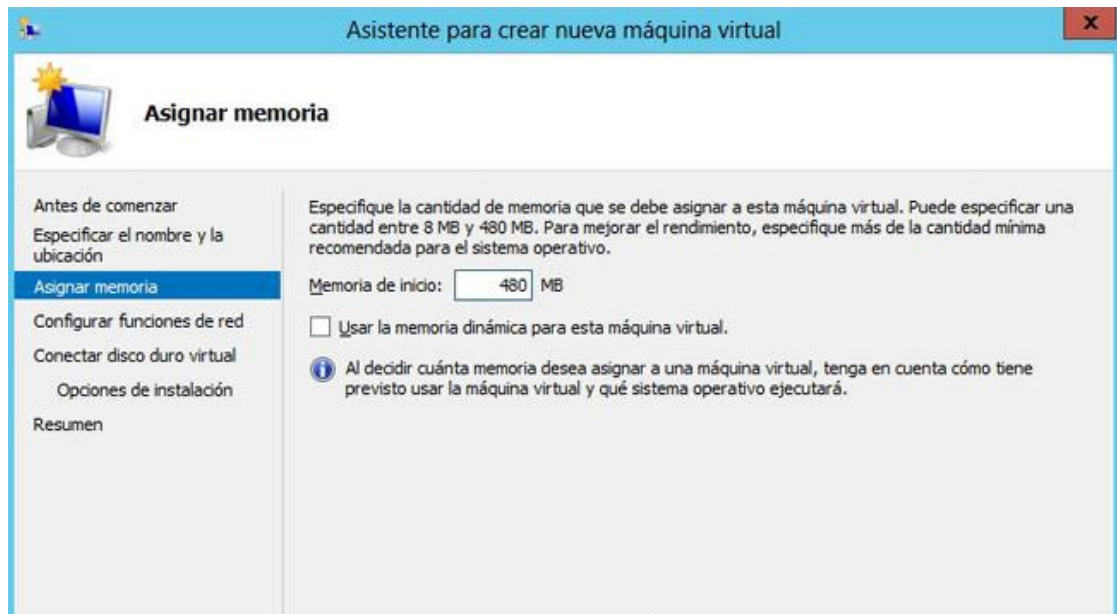 Asistente para crear nueva máquina virtual
x
Asignar memoria
Antes de comenzar
Especificar el nombre y la
ubicación
Asignar memoria
Configurar funciones de red
Conectar disco duro virtual
Opciones de instalación
Resumen
Especifique la cantidad de memoria que se debe asignar a esta máquina virtual. Puede especificar una
cantidad entre 8 MB y 480 MB. Para mejorar el rendimiento, especifique más de la cantidad mínima
recomendada para el sistema operativo.
Memoria de inicio: 480 MB
Usar la memoria dinámica para esta máquina virtual.
Al decidir cuánta memoria desea asignar a una máquina virtual, tenga en cuenta cómo tiene
previsto usar la máquina virtual y qué sistema operativo ejecutará.